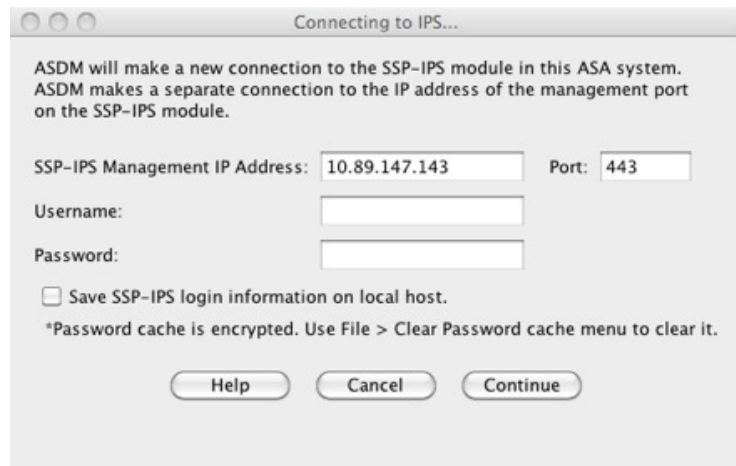 Connecting to IPS...
ASDM will make a new connection to the SSP-IPS module in this ASA system.
ASDM makes a separate connection to the IP address of the management port
on the SSP-IPS module.
SSP-IPS Management IP Address: 10.89.147.143 Port: 443
Username:
Password:
Save SSP-IPS login information on local host.
*Password cache is encrypted. Use File > Clear Password cache menu to clear it.
Help Cancel Continue